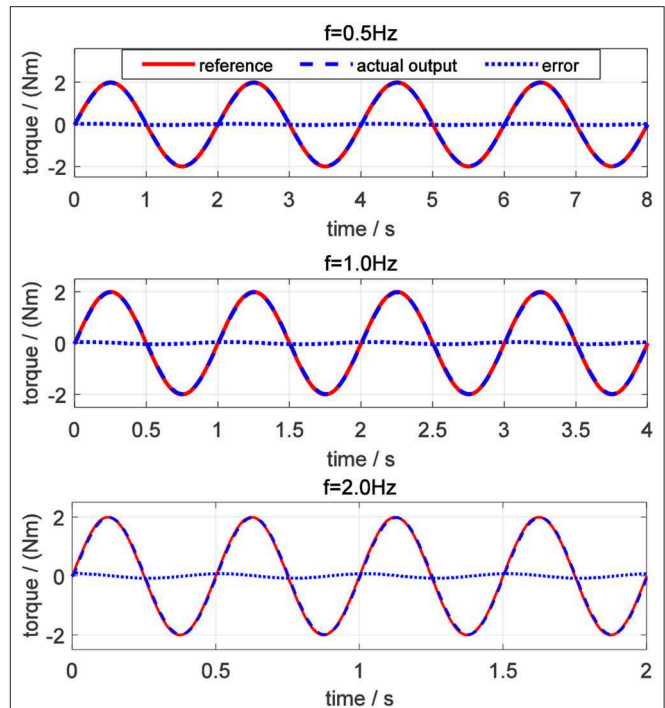 f=0.5Hz
reference actual output error
torque / (Nm)
2
0
-2
0 1 2 3 4 5 6 7 8
time / s
f=1.0Hz
torque / (Nm)
2
0
-2
0 0.5 1 1.5 2 2.5 3 3.5 4
time / s
f=2.0Hz
torque / (Nm)
2
0
-2
0 0.5 1 1.5 2
time / s